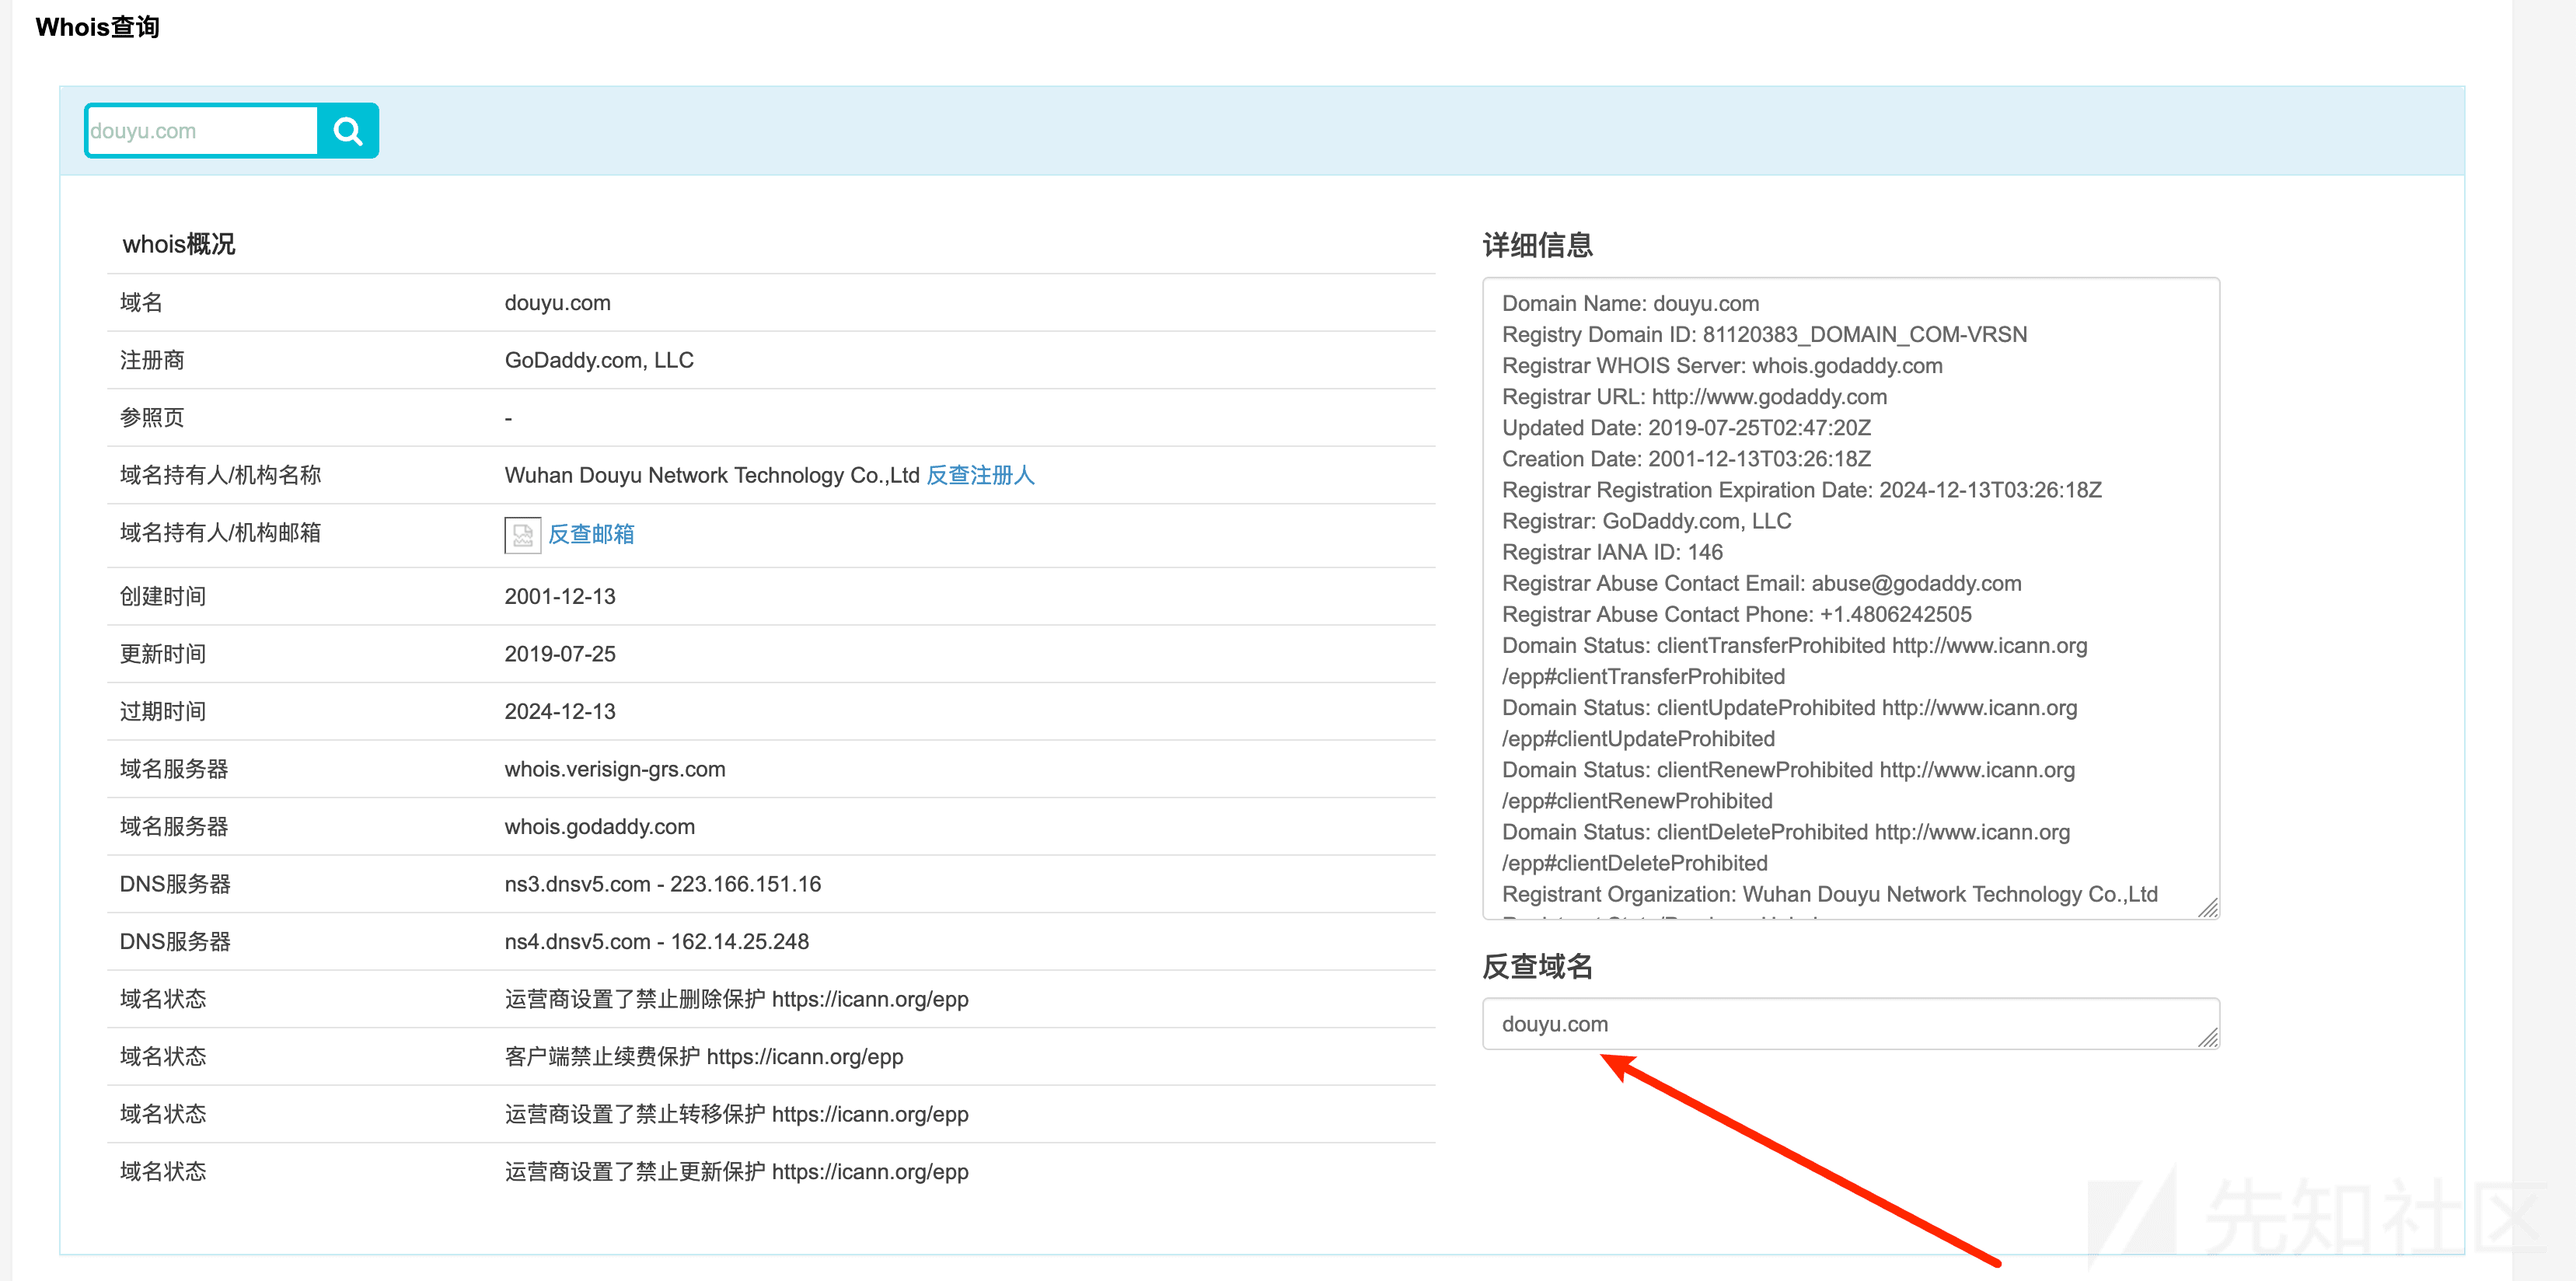 Whois查询
douyu.com
whois概况
域名 douyu.com
注册商 GoDaddy.com, LLC
参照页 -
域名持有人/机构名称 Wuhan Douyu Network Technology Co.,Ltd 反查注册人
域名持有人/机构邮箱 反查邮箱
创建时间 2001-12-13
更新时间 2019-07-25
过期时间 2024-12-13
域名服务器 whois.verisign-grs.com
域名服务器 whois.godaddy.com
DNS服务器 ns3.dnsv5.com - 223.166.151.16
DNS服务器 ns4.dnsv5.com - 162.14.25.248
域名状态 运营商设置了禁止删除保护 https://icann.org/epp
域名状态 客户端禁止续费保护 https://icann.org/epp
域名状态 运营商设置了禁止转移保护 https://icann.org/epp
域名状态 运营商设置了禁止更新保护 https://icann.org/epp
详细信息
Domain Name: douyu.com
Registry Domain ID: 81120383_DOMAIN_COM-VRSN
Registrar WHOIS Server: whois.godaddy.com
Registrar URL: http://www.godaddy.com
Updated Date: 2019-07-25T02:47:20Z
Creation Date: 2001-12-13T03:26:18Z
Registrar Registration Expiration Date: 2024-12-13T03:26:18Z
Registrar: GoDaddy.com, LLC
Registrar IANA ID: 146
Registrar Abuse Contact Email: abuse@godaddy.com
Registrar Abuse Contact Phone: +1.4806242505
Domain Status: clientTransferProhibited http://www.icann.org
/epp#clientTransferProhibited
Domain Status: clientUpdateProhibited http://www.icann.org
/epp#clientUpdateProhibited
Domain Status: clientRenewProhibited http://www.icann.org
/epp#clientRenewProhibited
Domain Status: clientDeleteProhibited http://www.icann.org
/epp#clientDeleteProhibited
Registrant Organization: Wuhan Douyu Network Technology Co.,Ltd
反查域名
douyu.com
先知社区